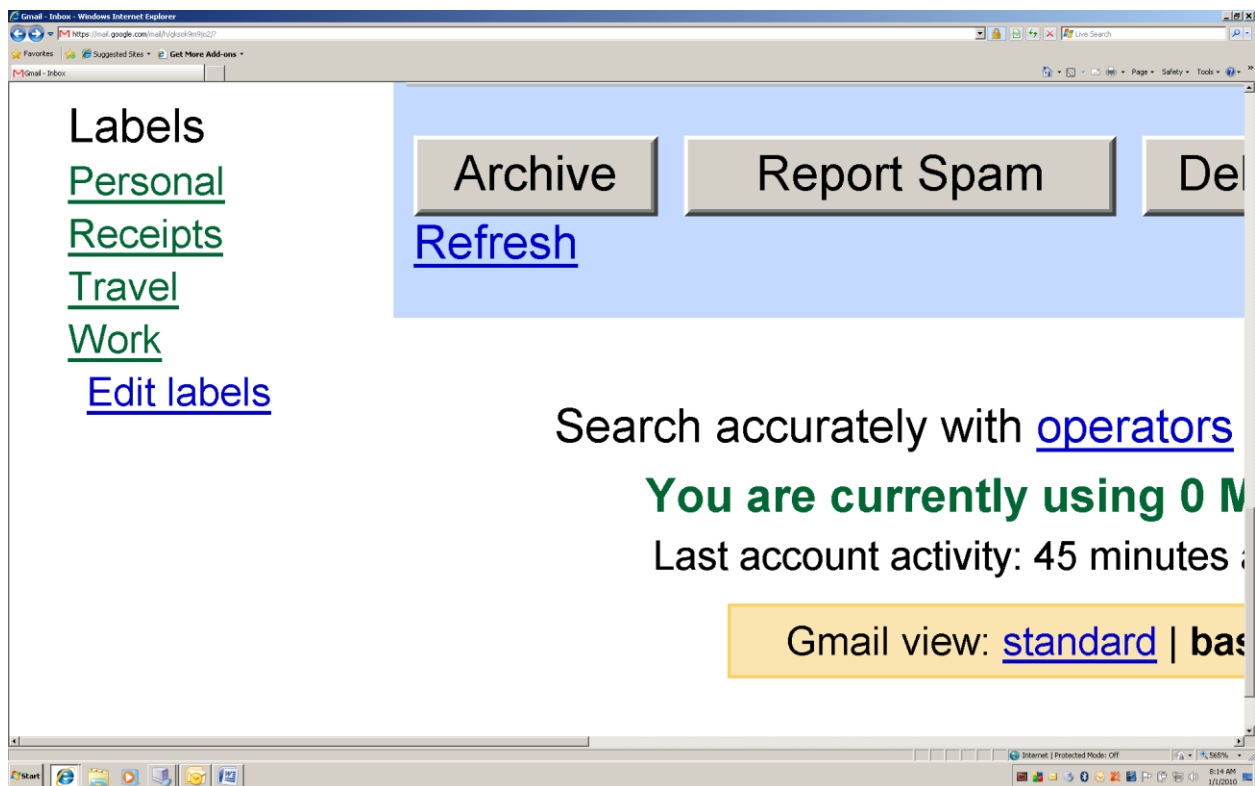 Gmail - Inbox - Windows Internet Explorer
https://mail.google.com/mail/h/gksok9m9jo2j/?
Live Search
Favorites Suggested Sites Get More Add-ons
Gmail - Inbox
Page Safety Tools
Labels
Personal
Receipts
Travel
Work
Edit labels
Archive Report Spam Del
Refresh
Search accurately with operators
You are currently using 0 M
Last account activity: 45 minutes a
Gmail view: standard | bas
Internet | Protected Mode: Off 565%
Start
8:14 AM
1/1/2010